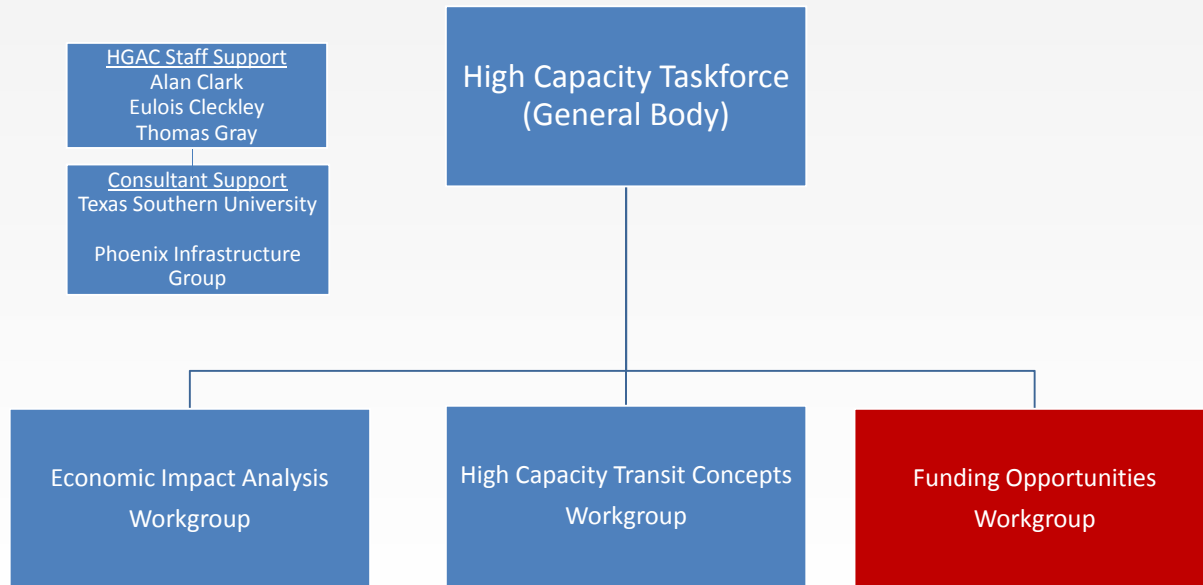 HGAC Staff Support
Alan Clark
Eulois Cleckley
Thomas Gray
Consultant Support
Texas Southern University
Phoenix Infrastructure
Group
High Capacity Taskforce
(General Body)
Economic Impact Analysis
Workgroup
High Capacity Transit Concepts
Workgroup
Funding Opportunities
Workgroup